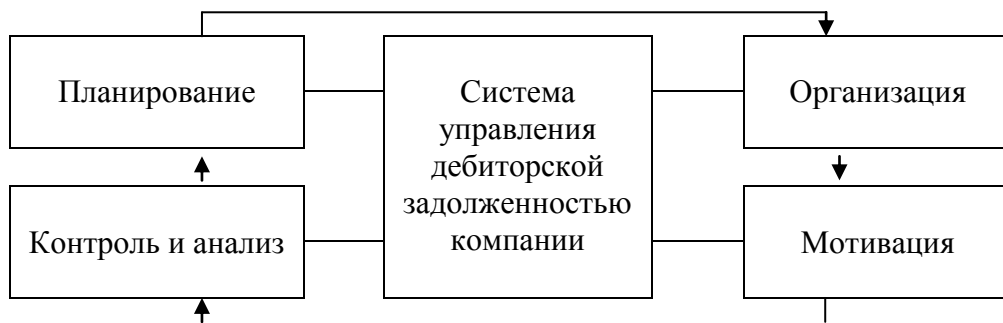 Планирование
Система
управления
дебиторской
задолженностью
компании
Организация
Контроль и анализ
Мотивация